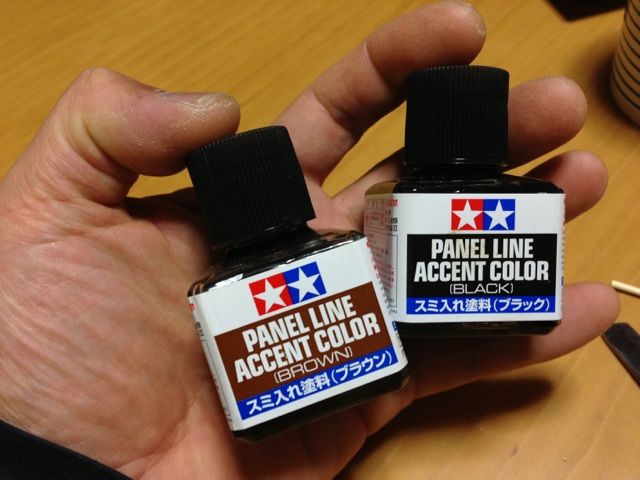 PANEL LINE
ACCENT COLOR
(BROWN)
スミ入れ塗料(ブラウン)
PANEL LINE
ACCENT COLOR
(BLACK)
スミ入れ塗料(ブラック)